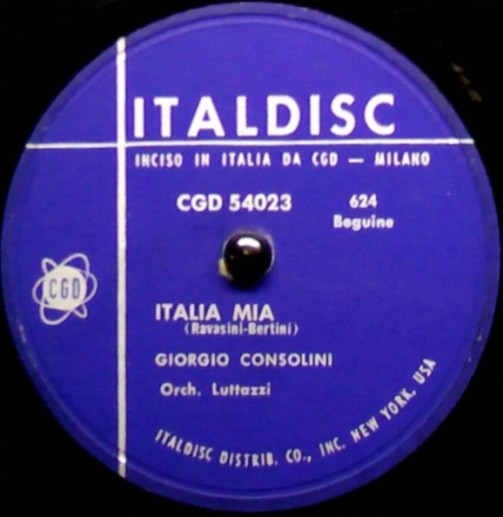 ITALDISC
INCISO IN ITALIA DA CGD — MILANO
CGD 54023
624
Beguine
CGD
ITALIA MIA
(Ravasini-Bertini)
GIORGIO CONSOLINI
Orch. Luttazzi
ITALDISC DISTRIB. CO., INC. NEW YORK, USA